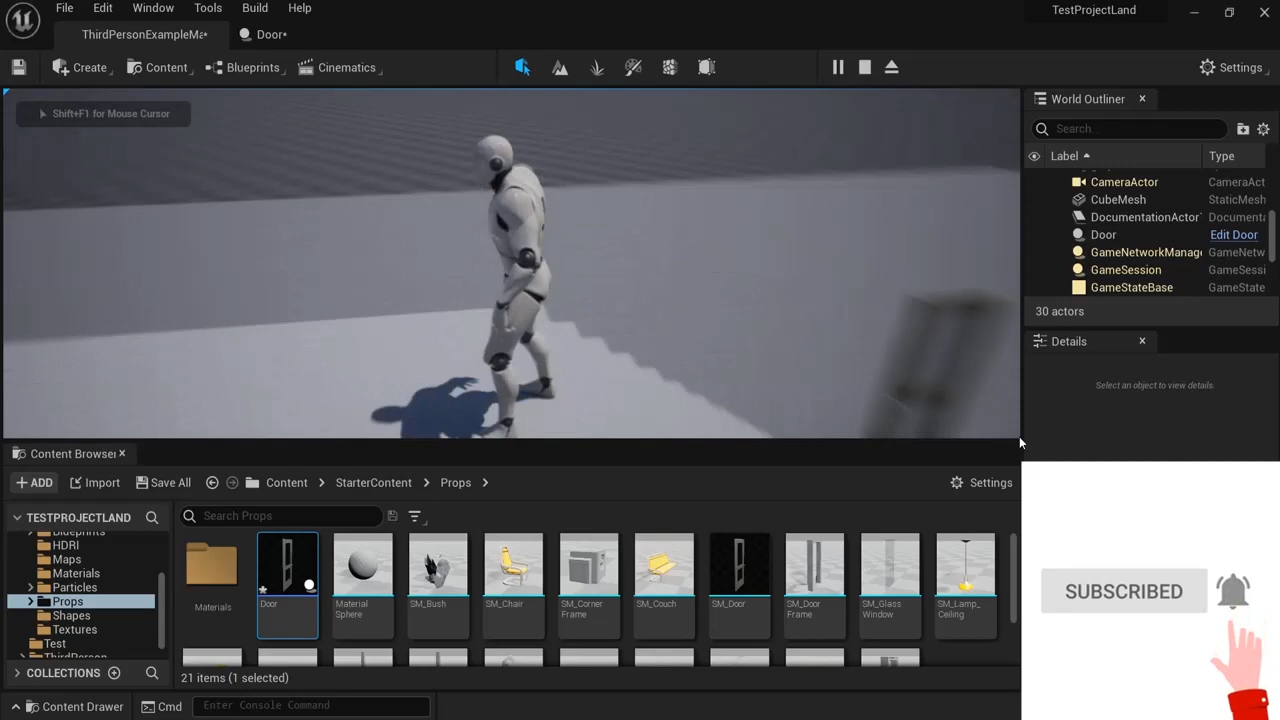 File Edit Window Tools Build Help
TestProjectLand
ThirdPersonExampleMa*
Door*
Create
Content
Blueprints
Cinematics
Settings
Shift+F1 for Mouse Cursor
World Outliner
Search...
Label
Type
CameraActor CameraAct
CubeMesh StaticMesh
DocumentationActor Documenta
Door Edit Door
GameNetworkManage GameNetw
GameSession GameSessi
GameStateBase GameState
30 actors
Details
Select an object to view details.
Content Browser
ADD
Import
Save All
Content
StarterContent
Props
Settings
TESTPROJECTLAND
Search Props
Blueprints
HDRI
Maps
Materials
Particles
Props
Shapes
Textures
Test
ThirdPerson
COLLECTIONS
Materials
Door
Material
Sphere
SM_Bush
SM_Chair
SM_Corner
Frame
SM_Couch
SM_Door
SM_Door
Frame
SM_Glass
Window
SM_Lamp_
Ceiling
21 items (1 selected)
Content Drawer
Cmd
Enter Console Command
SUBSCRIBED